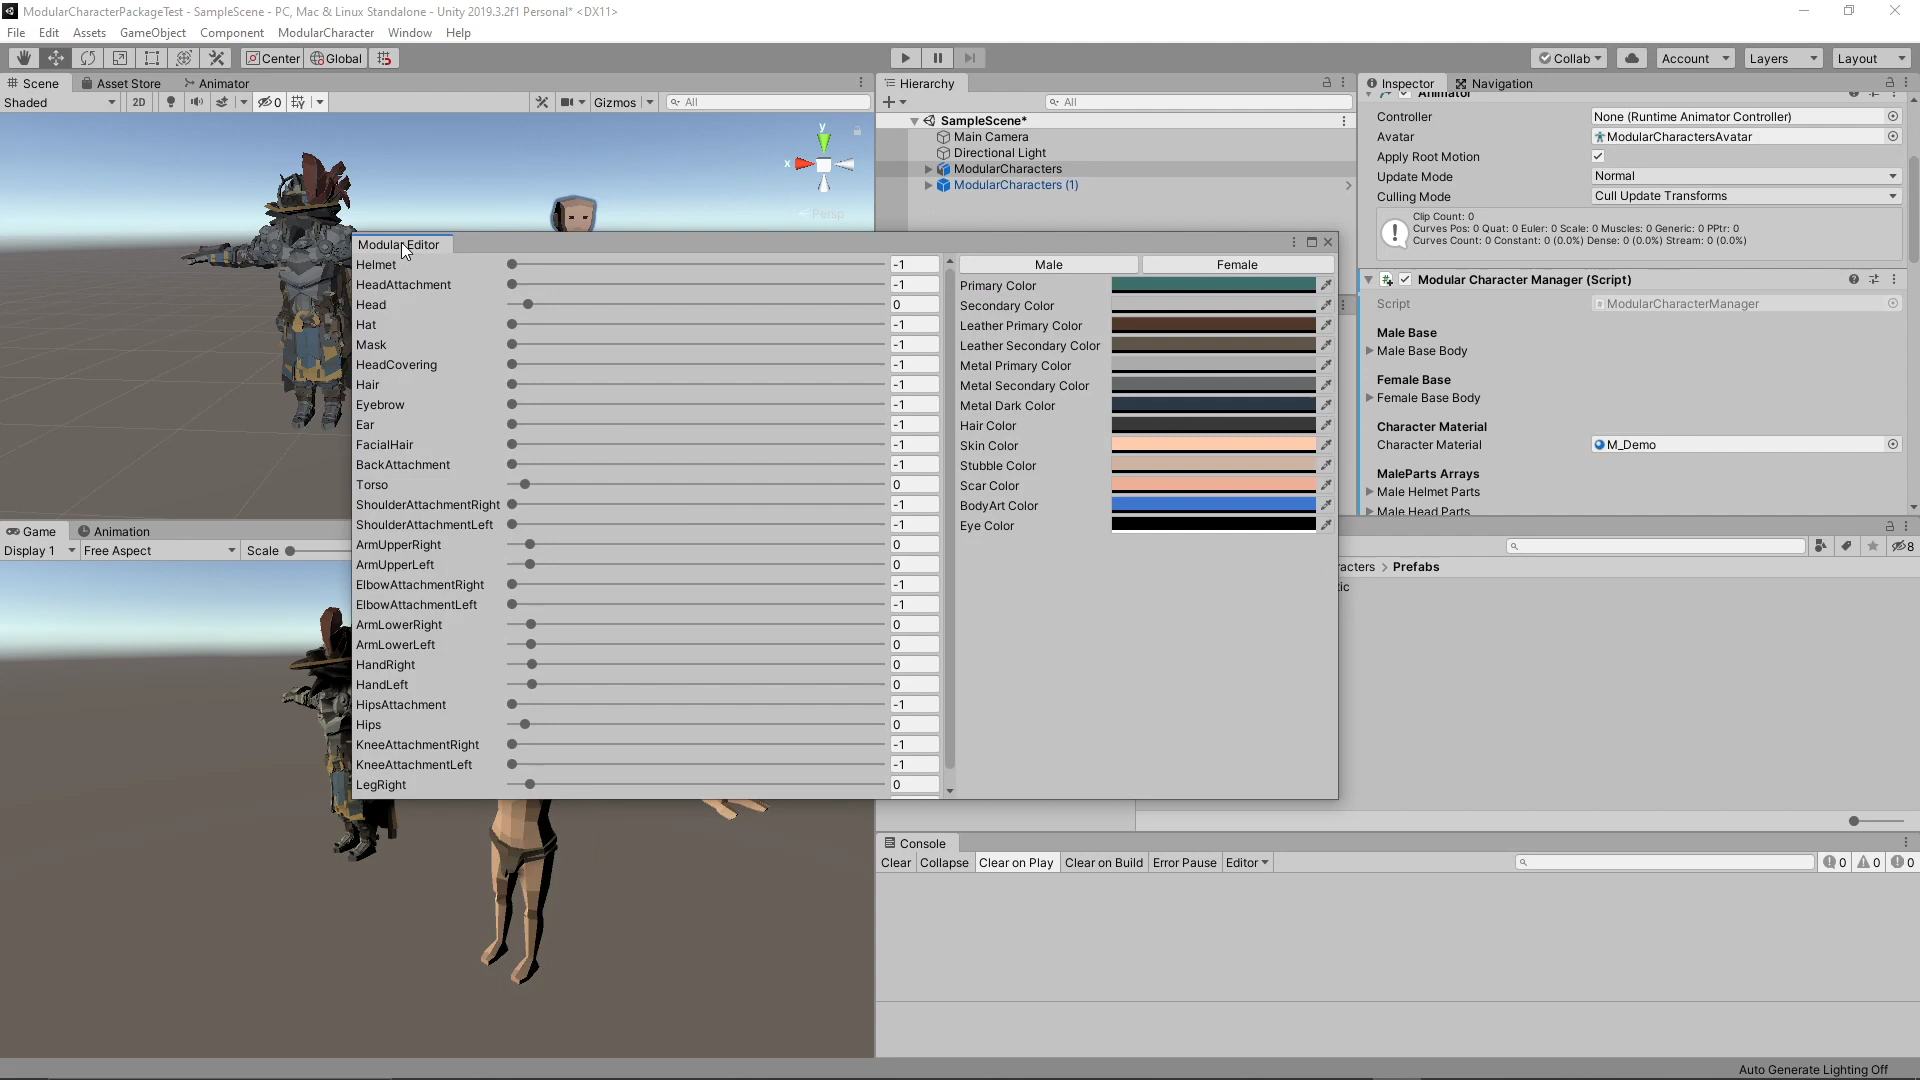 ModularCharacterPackageTest - SampleScene - PC, Mac & Linux Standalone - Unity 2019.3.2f1 Personal* <DX11>
File Edit Assets GameObject Component ModularCharacter Window Help
Center Global Collab Account Layers Layout
Scene Asset Store Animator
Shaded 2D 0 Gizmos All
y
x
Persp
Hierarchy
All
SampleScene*
Main Camera
Directional Light
ModularCharacters
ModularCharacters (1)
Inspector Navigation
Animator
Controller None (Runtime Animator Controller)
Avatar ModularCharactersAvatar
Apply Root Motion
Update Mode Normal
Culling Mode Cull Update Transforms
Clip Count: 0
Curves Pos: 0 Quat: 0 Euler: 0 Scale: 0 Muscles: 0 Generic: 0 PPtr: 0
Curves Count: 0 Constant: 0 (0.0%) Dense: 0 (0.0%) Stream: 0 (0.0%)
Modular Character Manager (Script)
Script ModularCharacterManager
Male Base
Male Base Body
Female Base
Female Base Body
Character Material
Character Material M_Demo
MaleParts Arrays
Male Helmet Parts
Male Head Parts
Modular Editor
Helmet -1
HeadAttachment -1
Head 0
Hat -1
Mask -1
HeadCovering -1
Hair -1
Eyebrow -1
Ear -1
FacialHair -1
BackAttachment -1
Torso 0
ShoulderAttachmentRight -1
ShoulderAttachmentLeft -1
ArmUpperRight 0
ArmUpperLeft 0
ElbowAttachmentRight -1
ElbowAttachmentLeft -1
ArmLowerRight 0
ArmLowerLeft 0
HandRight 0
HandLeft 0
HipsAttachment -1
Hips 0
KneeAttachmentRight -1
KneeAttachmentLeft -1
LegRight 0
Male Female
Primary Color
Secondary Color
Leather Primary Color
Leather Secondary Color
Metal Primary Color
Metal Secondary Color
Metal Dark Color
Hair Color
Skin Color
Stubble Color
Scar Color
BodyArt Color
Eye Color
Game Animation
Display 1 Free Aspect Scale
8
racters > Prefabs
tic
Console
Clear Collapse Clear on Play Clear on Build Error Pause Editor 0 0 0
Auto Generate Lighting Off